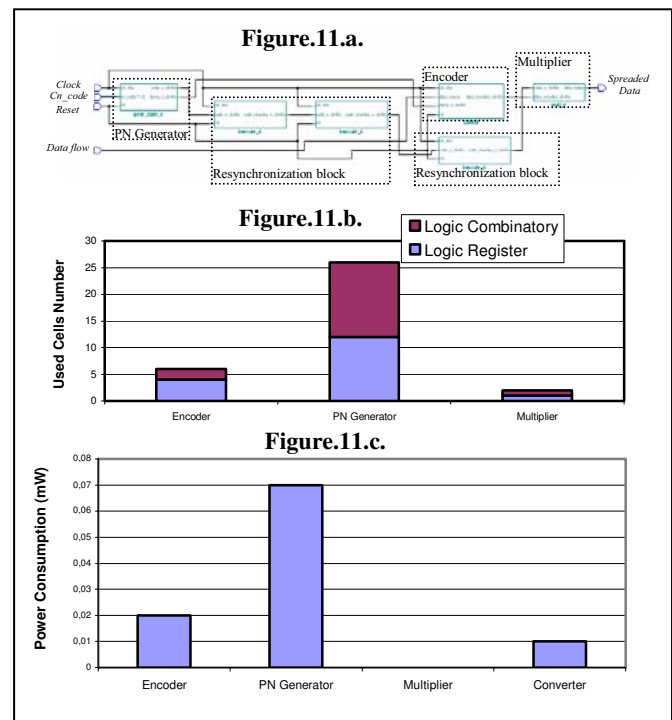 Figure.11.a.
Multiplier
Encoder
Clock
Cn_code
Reset
Spreaded
Data
PN Generator
Data flow
Resynchronization block
Resynchronization block
Figure.11.b.
Logic Combinatory
Logic Register
Used Cells Number
30
25
20
15
10
5
0
Encoder PN Generator Multiplier
Figure.11.c.
Power Consumption (mW)
0,08
0,07
0,06
0,05
0,04
0,03
0,02
0,01
0
Encoder PN Generator Multiplier Converter